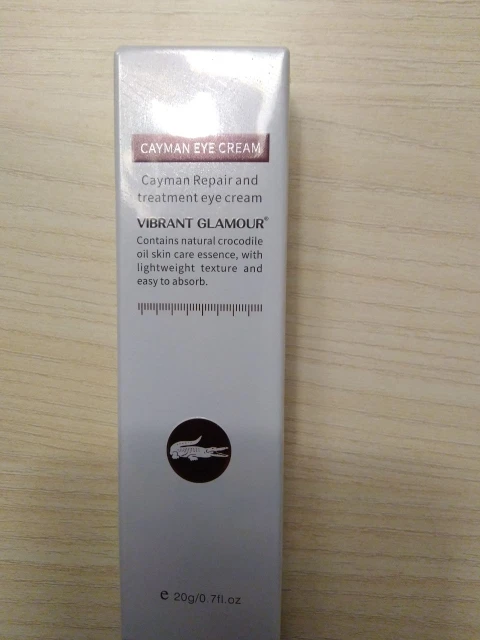 CAYMAN EYE CREAM
Cayman Repair and
treatment eye cream
VIBRANT GLAMOUR®
Contains natural crocodile
oil skin care essence, with
lightweight texture and
easy to absorb.
e 20g/0.7fl.oz